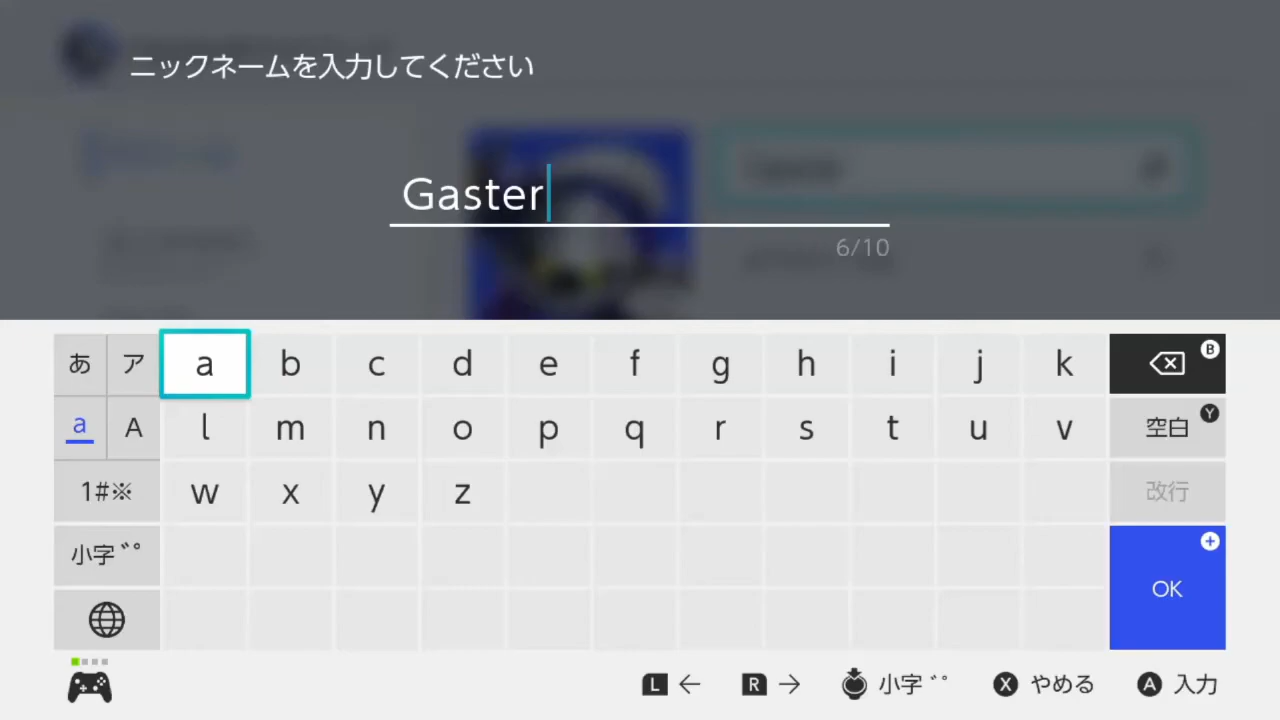 ニックネームを入力してください
Gaster
6/10
あ ア a b c d e f g h i j k B
a A l m n o p q r s t u v 空白 Y
1#※ w x y z 改行
小字 ゛゜ OK
L ← R → 小字 ゛゜ X やめる A 入力